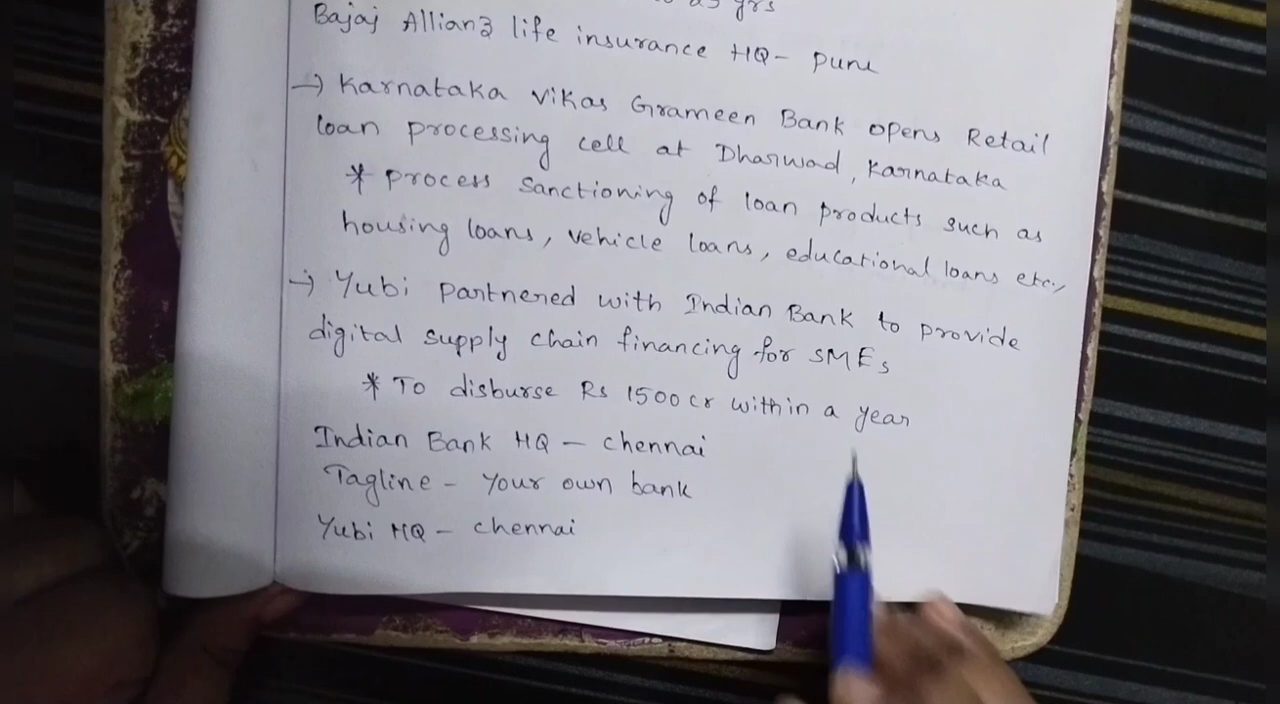 yrs
Bajaj Allianz life insurance HQ - Pune
→ Karnataka Vikas Grameen Bank opens Retail
loan processing cell at Dharwad, Karnataka
* process sanctioning of loan products such as
housing loans, vehicle loans, educational loans etc.,
→ Yubi partnered with Indian Bank to provide
digital supply chain financing for SMEs
* To disburse Rs 1500 cr within a year
Indian Bank HQ - Chennai
Tagline - Your own bank
Yubi HQ - Chennai